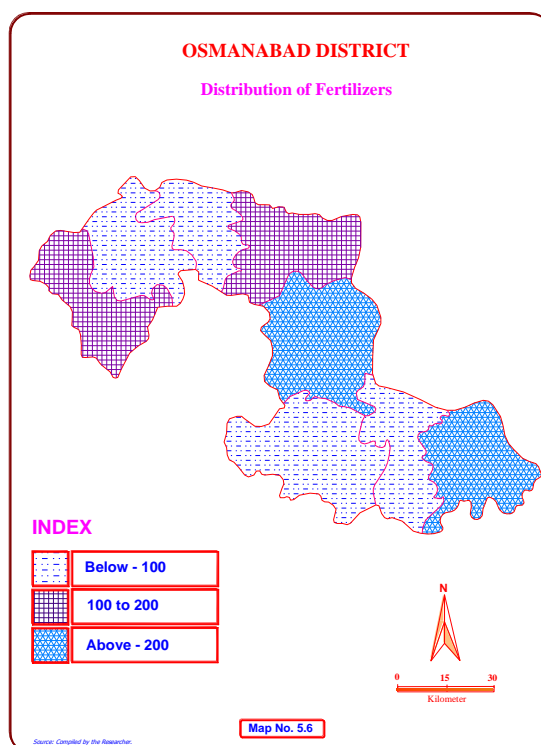 OSMANABAD DISTRICT
Distribution of Fertilizers
INDEX
Below - 100
100 to 200
Above - 200
N
0 15 30
Kilometer
Map No. 5.6
Source: Compiled by the Researcher.